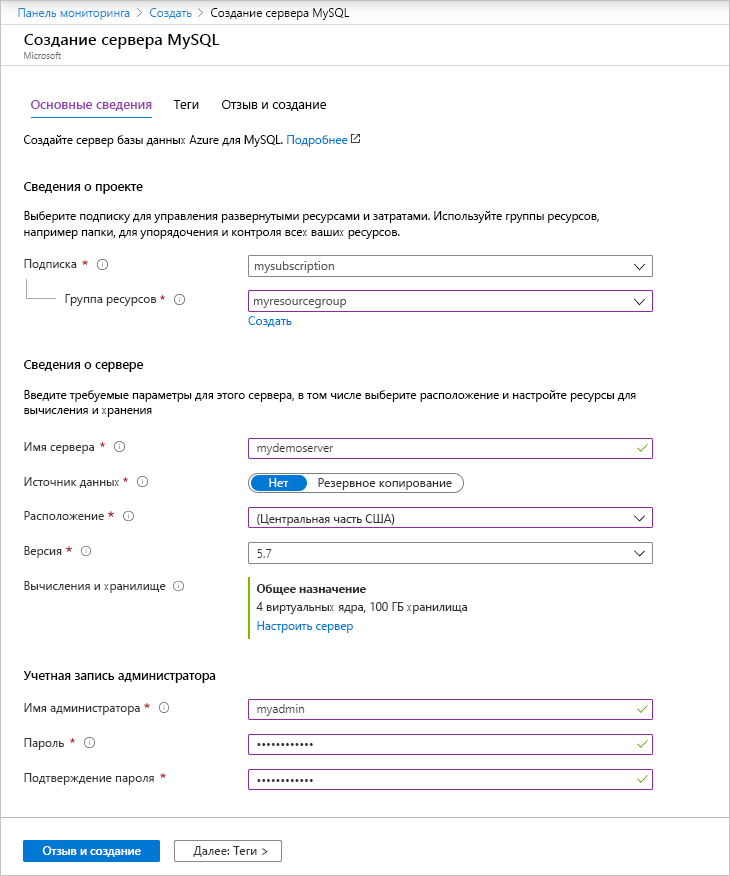 Панель мониторинга > Создать > Создание сервера MySQL
Создание сервера MySQL
Microsoft
Основные сведения Теги Отзыв и создание
Создайте сервер базы данных Azure для MySQL. Подробнее
Сведения о проекте
Выберите подписку для управления развернутыми ресурсами и затратами. Используйте группы ресурсов,
например папки, для упорядочения и контроля всех ваших ресурсов.
Подписка * mysubscription
Группа ресурсов * myresourcegroup
Создать
Сведения о сервере
Введите требуемые параметры для этого сервера, в том числе выберите расположение и настройте ресурсы для
вычисления и хранения
Имя сервера * mydemoserver
Источник данных * Нет Резервное копирование
Расположение * (Центральная часть США)
Версия * 5.7
Вычисления и хранилище Общее назначение
4 виртуальных ядра, 100 ГБ хранилища
Настроить сервер
Учетная запись администратора
Имя администратора * myadmin
Пароль * ••••••••••••
Подтверждение пароля * ••••••••••••
Отзыв и создание Далее: Теги >